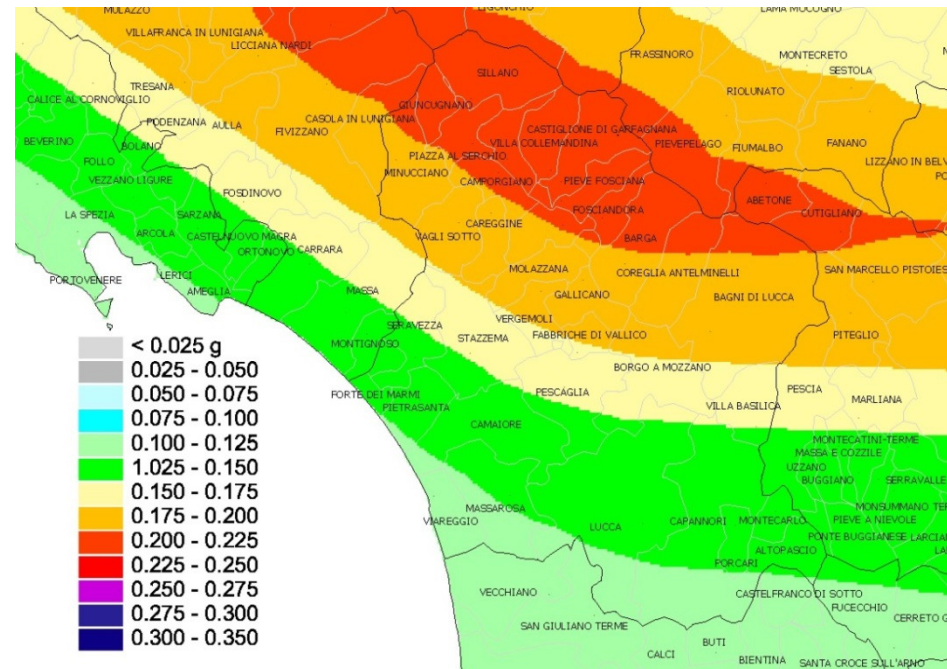 MULAZZO
LIGONCHIO
LAMA MOCOGNO
VILLAFRANCA IN LUNIGIANA
LICCIANA NARDI
FRASSINORO
MONTECRETO
SESTOLA
SILLANO
TRESANA
RIOLUNATO
CALICE AL CORNOVIGLIO
GIUNCUGNANO
PODENZANA
AULLA
CASOLA IN LUNIGIANA
FIVIZZANO
CASTIGLIONE DI GARFAGNANA
BEVERINO
BOLANO
VILLA COLLEMANDINA
PIEVEPELAGO
FIUMALBO
FANANO
FOLLO
PIAZZA AL SERCHIO
LIZZANO IN BELV
MINUCCIANO
VEZZANO LIGURE
CAMPORGIANO
PIEVE FOSCIANA
FOSDINOVO
ABETONE
LA SPEZIA
SARZANA
FOSCIANDORA
CUTIGLIANO
CAREGGINE
ARCOLA
CASTELNUOVO MAGRA
VAGLI SOTTO
BARGA
ORTONOVO
CARRARA
MOLAZZANA
COREGLIA ANTELMINELLI
SAN MARCELLO PISTOIES
LERICI
PORTOVENERE
AMEGLIA
MASSA
GALLICANO
BAGNI DI LUCCA
VERGEMOLI
SERAVEZZA
STAZZEMA
FABBRICHE DI VALLICO
PITEGLIO
MONTIGNOSO
BORGO A MOZZANO
FORTE DEI MARMI
PIETRASANTA
PESCAGLIA
VILLA BASILICA
PESCIA
MARLIANA
CAMAIORE
MONTECATINI-TERME
MASSA E COZZILE
UZZANO
BUGGIANO
SERRAVALLE
MASSAROSA
VIAREGGIO
LUCCA
CAPANNORI
MONTECARLO
MONSUMMANO TER
PIEVE A NIEVOLE
PONTE BUGGIANESE
LARCIA
LA
ALTOPASCIO
PORCARI
VECCHIANO
CASTELFRANCO DI SOTTO
FUCECCHIO
CERRETO G
SAN GIULIANO TERME
BUTI
CALCI
BIENTINA
SANTA CROCE SULL'ARNO
< 0.025 g
0.025 - 0.050
0.050 - 0.075
0.075 - 0.100
0.100 - 0.125
1.025 - 0.150
0.150 - 0.175
0.175 - 0.200
0.200 - 0.225
0.225 - 0.250
0.250 - 0.275
0.275 - 0.300
0.300 - 0.350